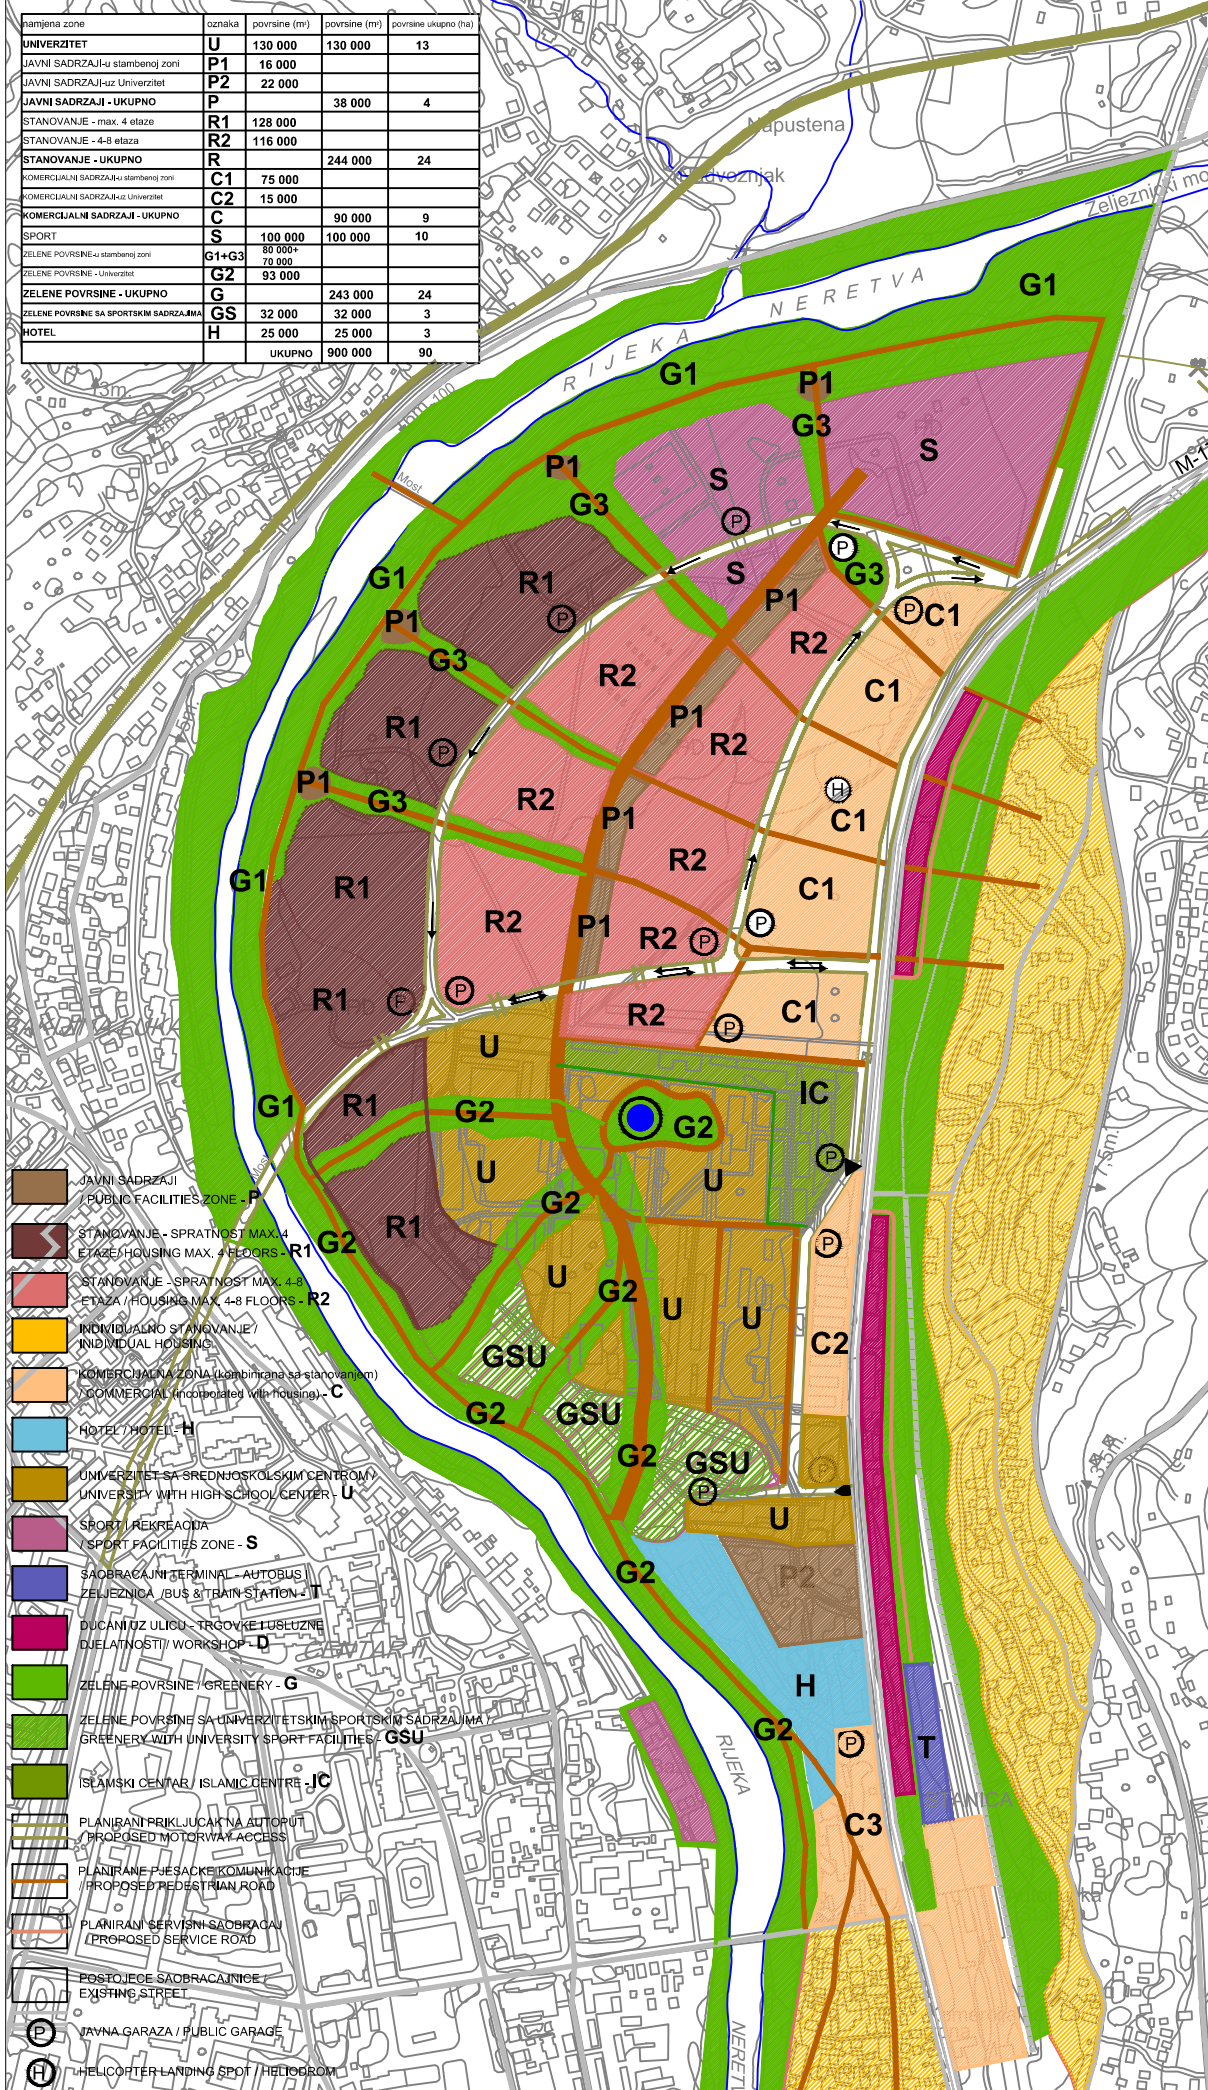 namjena zone oznaka povrsine (m²) povrsine (m²) povrsine ukupno (ha)
UNIVERZITET U 130 000 130 000 13
JAVNI SADRZAJI-u stambenoj zoni P1 16 000
JAVNI SADRZAJI-uz Univerzitet P2 22 000
JAVNI SADRZAJI - UKUPNO P 38 000 4
STANOVANJE - max. 4 etaze R1 128 000
STANOVANJE - 4-8 etaza R2 116 000
STANOVANJE - UKUPNO R 244 000 24
KOMERCIJALNI SADRZAJI-u stambenoj zoni C1 75 000
KOMERCIJALNI SADRZAJI-uz Univerzitet C2 15 000
KOMERCIJALNI SADRZAJI - UKUPNO C 90 000 9
SPORT S 100 000 100 000 10
ZELENE POVRSINE-u stambenoj zoni G1+G3 80 000+
70 000
ZELENE POVRSINE - Univerzitet G2 93 000
ZELENE POVRSINE - UKUPNO G 243 000 24
ZELENE POVRSINE SA SPORTSKIM SADRZAJIMA GS 32 000 32 000 3
HOTEL H 25 000 25 000 3
UKUPNO 900 000 90
Napustena
Zeljeznicki mo
G1
RIJEKA NERETVA
G1
P1
G3
S
S
M-1
P1
Most
G3
P
P
S
G3
G1
R1
P1
P
C1
P1
P
R2
G3
R2
C1
P1
R1
R2
P
P1
H
G3
R2
P1
C1
R2
G1
R1
C1
R2
P1
P
R2
P
R1
P
P
R2
C1
P
U
IC
G1
R1
G2
G2
P
U
U
Most
G2
7,5m.
R1
G2
P
U
G2
U
U
C2
GSU
G2
GSU
G2
GSU
P
U
G2
P2
CENTAR
H
G2
P
T
RIJEKA
STANICA
C3
JAVNI SADRZAJI
/ PUBLIC FACILITIES ZONE - P
STANOVANJE - SPRATNOST MAX. 4
ETAZE/ HOUSING MAX. 4 FLOORS - R1
STANOVANJE - SPRATNOST MAX. 4-8
ETAZA / HOUSING MAX. 4-8 FLOORS - R2
INDIVIDUALNO STANOVANJE /
INDIVIDUAL HOUSING
KOMERCIJALNA ZONA (kombinirana sa stanovanjem)
/ COMMERCIAL (incorporated with housing) - C
HOTEL / HOTEL - H
UNIVERZITET SA SREDNJOSKOLSKIM CENTROM /
UNIVERSITY WITH HIGH SCHOOL CENTER - U
SPORT I REKREACIJA
/ SPORT FACILITIES ZONE - S
SAOBRACAJNI TERMINAL - AUTOBUS I
ZELJEZNICA /BUS & TRAIN STATION - T
DUCANI UZ ULICU - TRGOVKE I USLUZNE
DJELATNOSTI / WORKSHOP - D
ZELENE POVRSINE / GREENERY - G
ZELENE POVRSINE SA UNIVERZITETSKIM SPORTSKIM SADRZAJIMA /
GREENERY WITH UNIVERSITY SPORT FACILITIES - GSU
ISLAMSKI CENTAR / ISLAMIC CENTRE - IC
PLANIRANI PRIKLJUCAK NA AUTOPUT
/ PROPOSED MOTORWAY ACCESS
PLANIRANE PJESACKE KOMUNIKACIJE
/ PROPOSED PEDESTRIAN ROAD
PLANIRANI SERVISNI SAOBRACAJ
/ PROPOSED SERVICE ROAD
POSTOJECE SAOBRACAJNICE /
EXISTING STREET
P JAVNA GARAZA / PUBLIC GARAGE
H HELICOPTER LANDING SPOT / HELIODROM